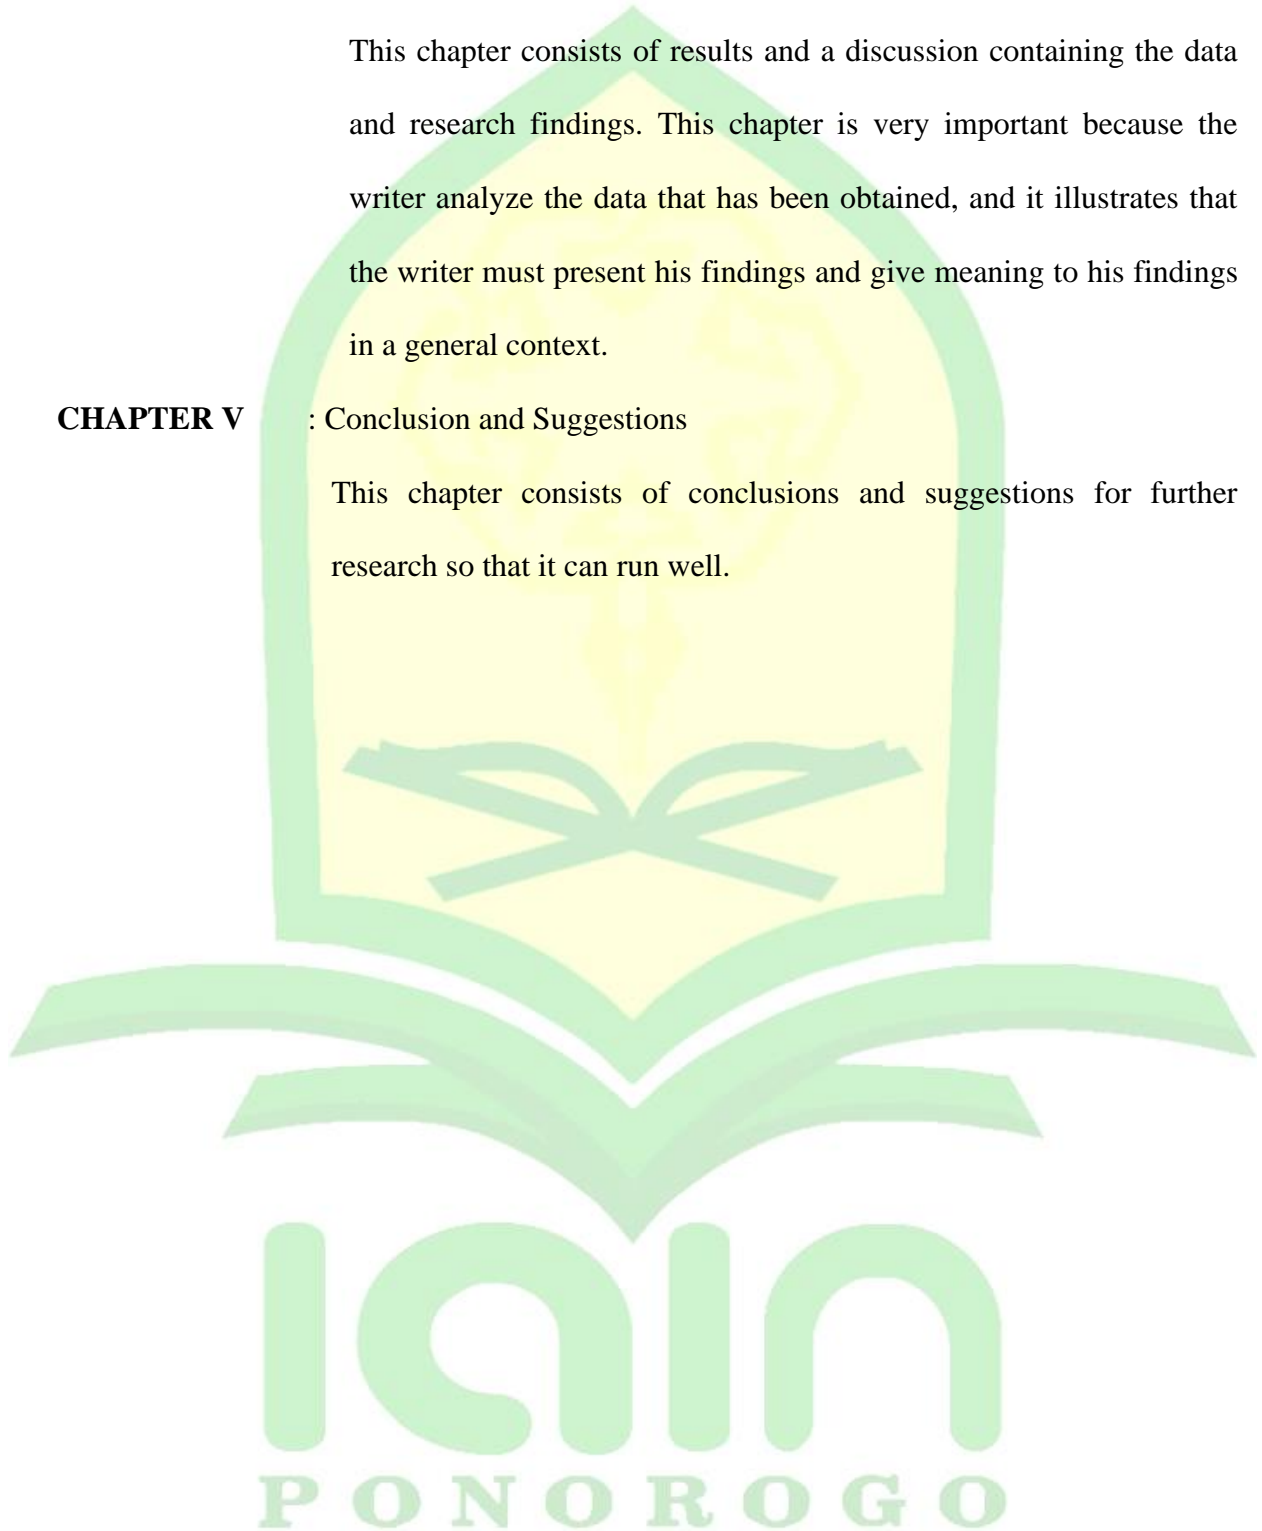 This chapter consists of results and a discussion containing the data
and research findings. This chapter is very important because the
writer analyze the data that has been obtained, and it illustrates that
the writer must present his findings and give meaning to his findings
in a general context.
CHAPTER V : Conclusion and Suggestions
This chapter consists of conclusions and suggestions for further
research so that it can run well.
iain
PONOROGO